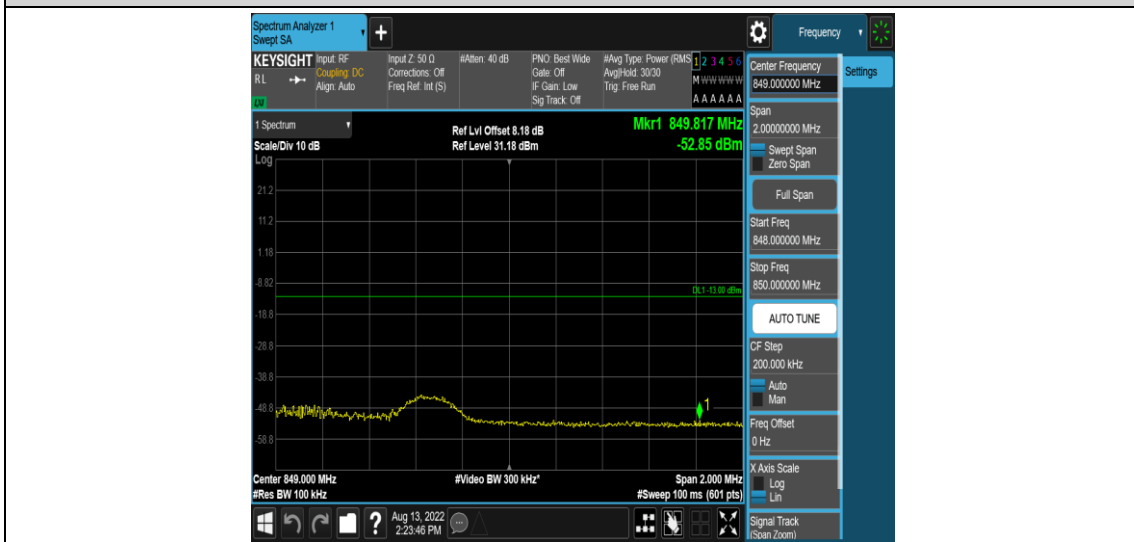 Spectrum Analyzer 1
Swept SA
+
Frequency
KEYSIGHT
RL
Input: RF
Coupling: DC
Align: Auto
Input Z: 50 Ω
Corrections: Off
Freq Ref: Int (S)
#Atten: 40 dB
PNO: Best Wide
Gate: Off
IF Gain: Low
Sig Track: Off
#Avg Type: Power (RMS
Avg|Hold: 30/30
Trig: Free Run
1 2 3 4 5 6
M W W W W W
A A A A A A
1 Spectrum
Scale/Div 10 dB
Ref Lvl Offset 8.18 dB
Ref Level 31.18 dBm
Mkr1 849.817 MHz
-52.85 dBm
Log
21.2
11.2
1.18
-8.82
-18.8
-28.8
-38.8
-48.8
-58.8
DL1 -13.00 dBm
1
Center 849.000 MHz
#Res BW 100 kHz
#Video BW 300 kHz*
Span 2.000 MHz
#Sweep 100 ms (601 pts)
Center Frequency
849.000000 MHz
Settings
Span
2.00000000 MHz
Swept Span
Zero Span
Full Span
Start Freq
848.000000 MHz
Stop Freq
850.000000 MHz
AUTO TUNE
CF Step
200.000 kHz
Auto
Man
Freq Offset
0 Hz
X Axis Scale
Log
Lin
Signal Track
(Span Zoom)
?
Aug 13, 2022
2:23:46 PM